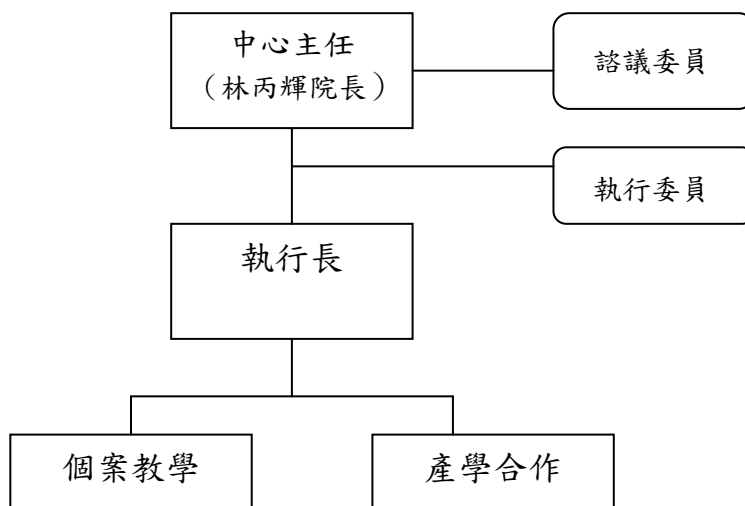 中心主任
（林丙輝院長）
諮議委員
執行委員
執行長
個案教學
產學合作